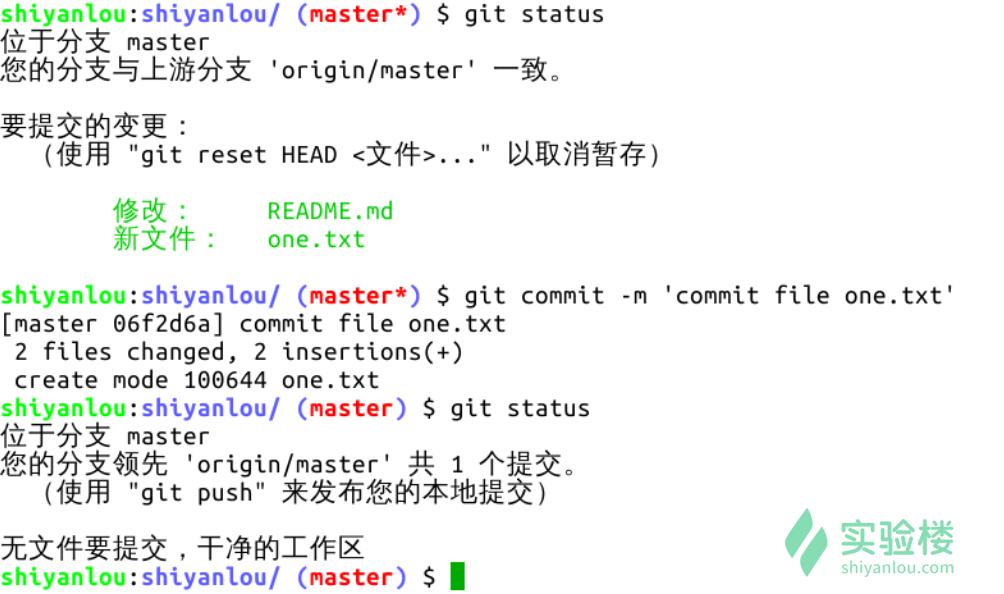 shiyanlou:shiyanlou/ (master*) $ git status
位于分支 master
您的分支与上游分支 'origin/master' 一致。
要提交的变更：
（使用 "git reset HEAD <文件>..." 以取消暂存）
修改： README.md
新文件： one.txt
shiyanlou:shiyanlou/ (master*) $ git commit -m 'commit file one.txt'
[master 06f2d6a] commit file one.txt
2 files changed, 2 insertions(+)
create mode 100644 one.txt
shiyanlou:shiyanlou/ (master) $ git status
位于分支 master
您的分支领先 'origin/master' 共 1 个提交。
（使用 "git push" 来发布您的本地提交）
无文件要提交，干净的工作区
shiyanlou:shiyanlou/ (master) $
实验楼
shiyanlou.com